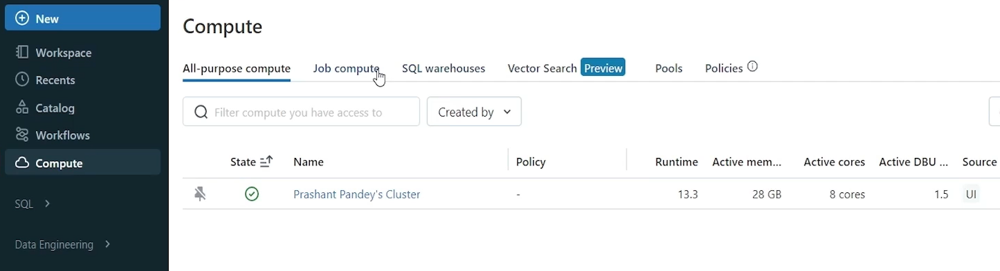 New
Workspace
Recents
Catalog
Workflows
Compute
SQL
Data Engineering
Compute
All-purpose compute Job compute SQL warehouses Vector Search Preview Pools Policies
Filter compute you have access to Created by
State Name Policy Runtime Active mem... Active cores Active DBU ... Source
Prashant Pandey's Cluster - 13.3 28 GB 8 cores 1.5 UI